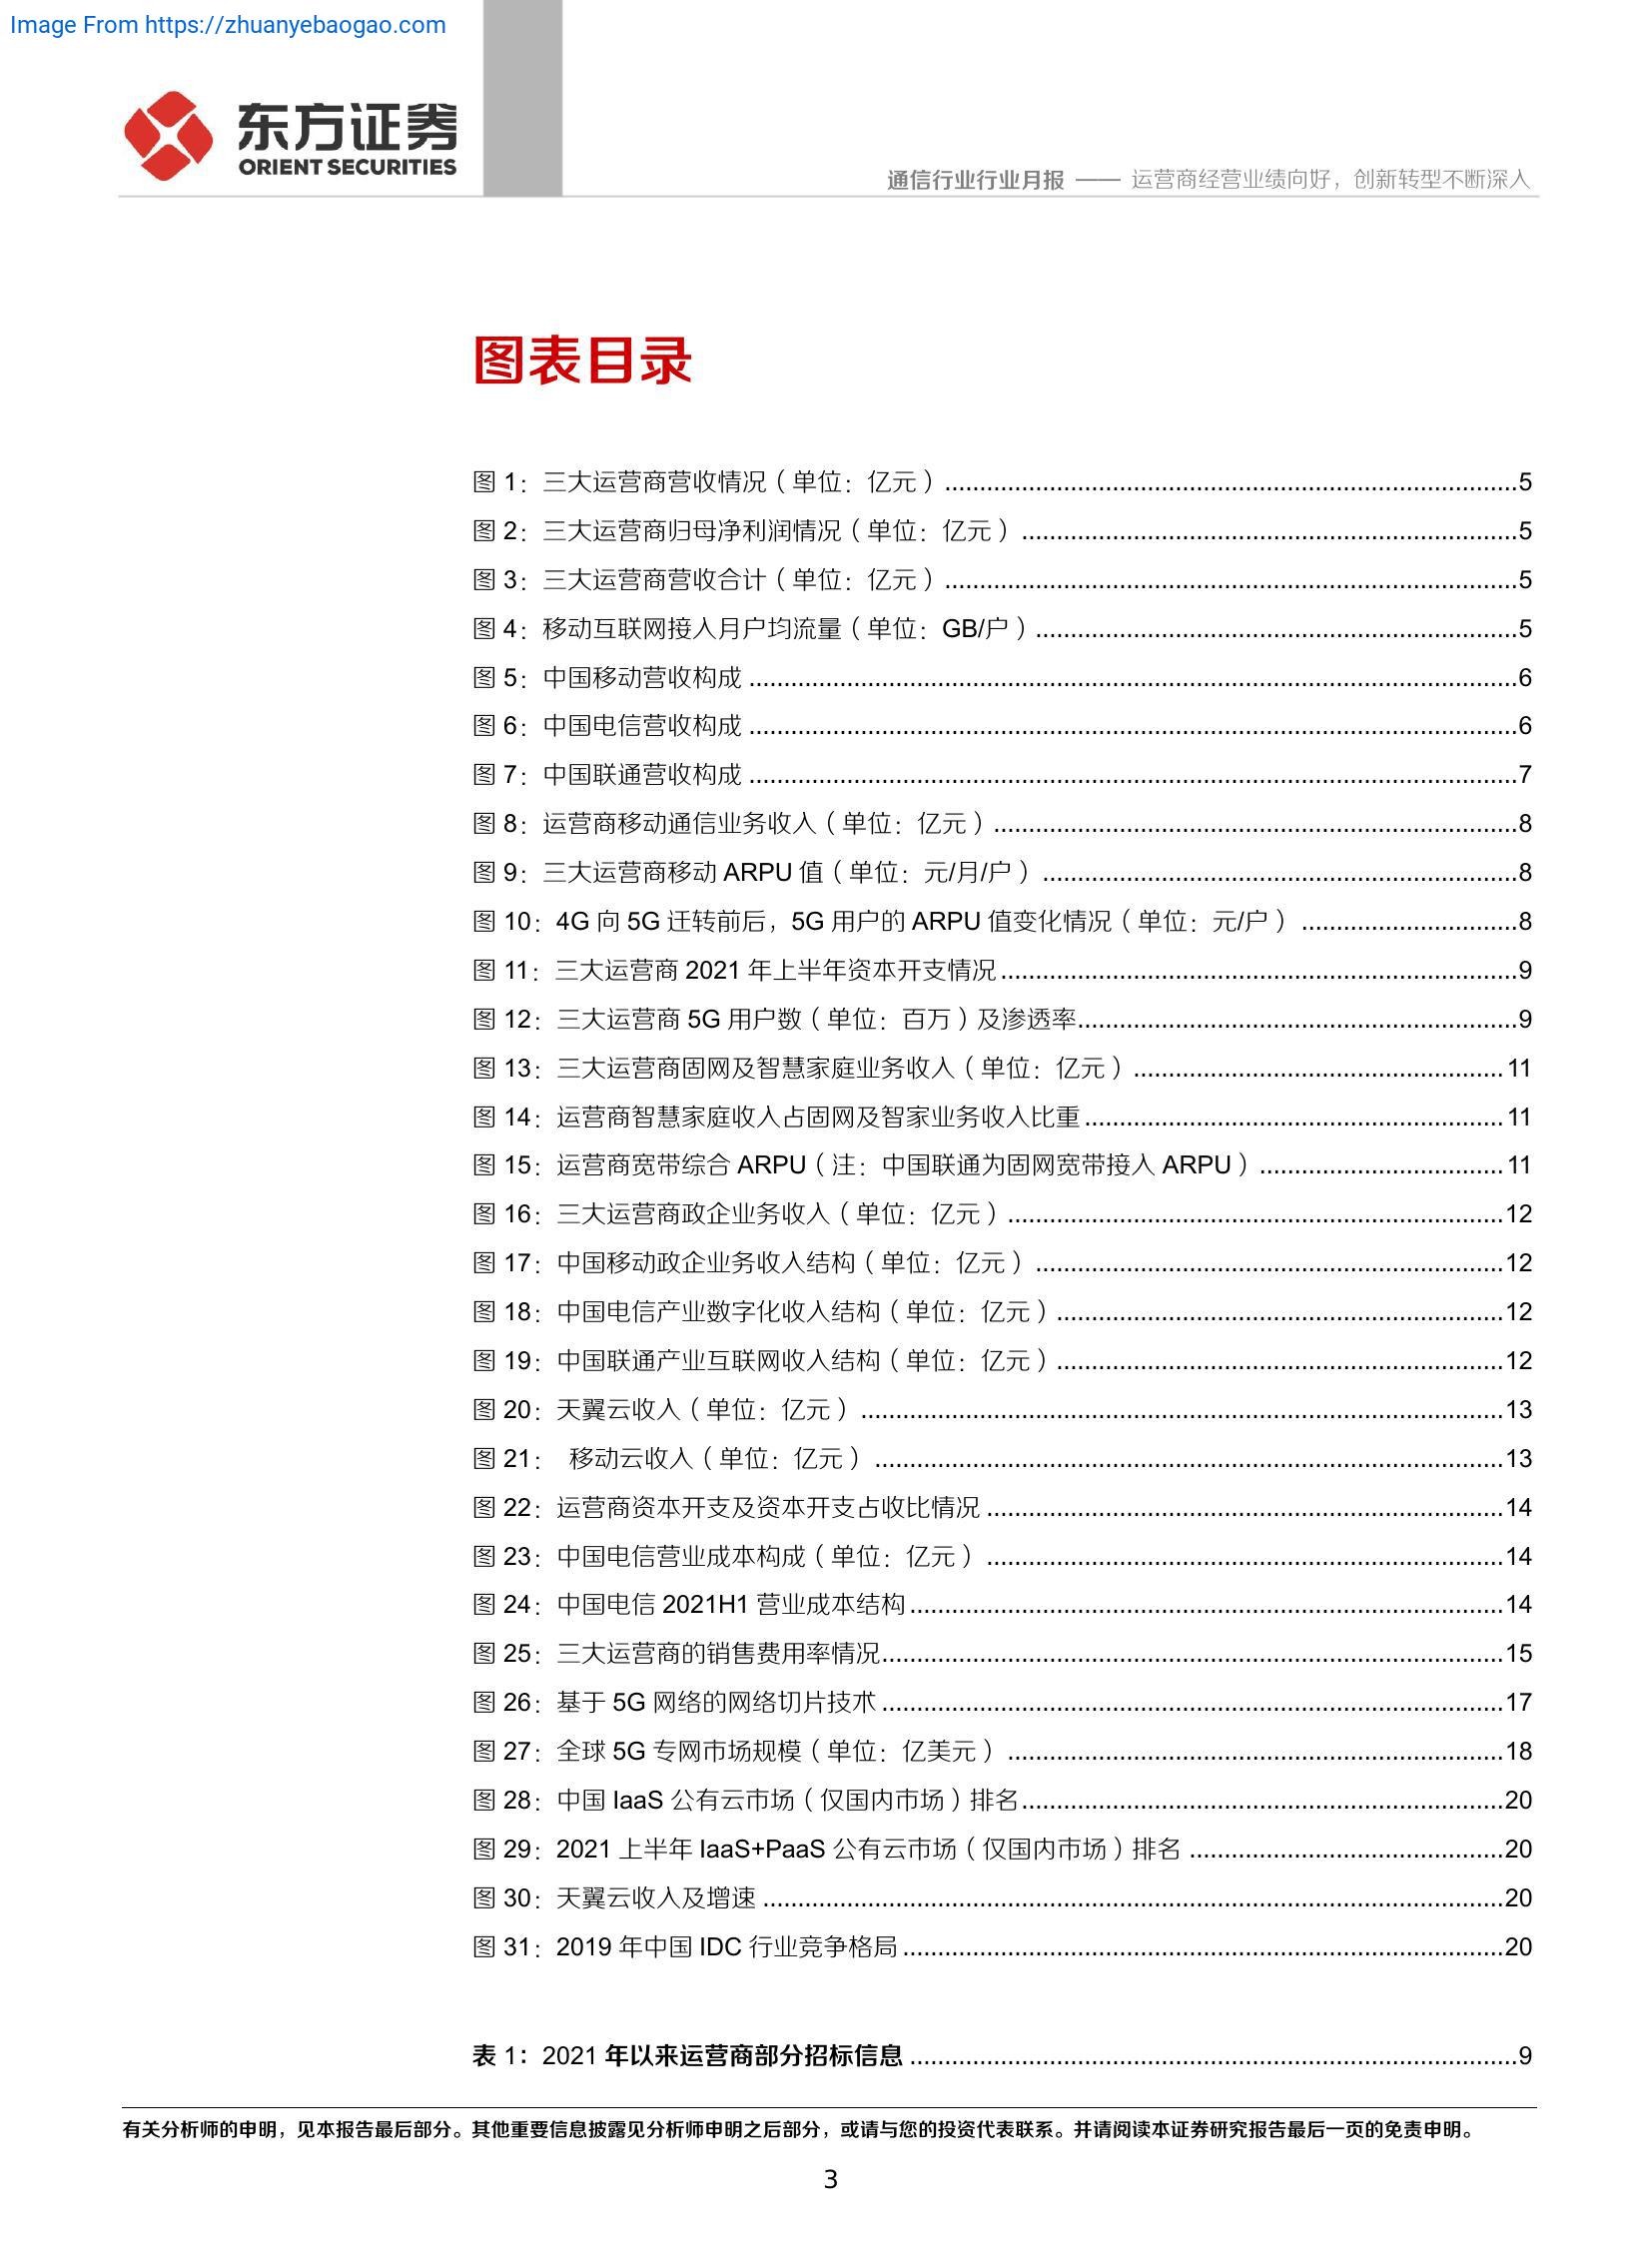 Image From https://zhuanyebaogao.com
东方证券
ORIENT SECURITIES
通信行业行业月报 —— 运营商经营业绩向好，创新转型不断深入
图表目录
图 1：三大运营商营收情况（单位：亿元）..........5
图 2：三大运营商归母净利润情况（单位：亿元）..........5
图 3：三大运营商营收合计（单位：亿元）..........5
图 4：移动互联网接入月户均流量（单位：GB/户）..........5
图 5：中国移动营收构成..........6
图 6：中国电信营收构成..........6
图 7：中国联通营收构成..........7
图 8：运营商移动通信业务收入（单位：亿元）..........8
图 9：三大运营商移动 ARPU 值（单位：元/月/户）..........8
图 10：4G 向 5G 迁转前后，5G 用户的 ARPU 值变化情况（单位：元/户）..........8
图 11：三大运营商 2021 年上半年资本开支情况..........9
图 12：三大运营商 5G 用户数（单位：百万）及渗透率..........9
图 13：三大运营商固网及智慧家庭业务收入（单位：亿元）..........11
图 14：运营商智慧家庭收入占固网及智家业务收入比重..........11
图 15：运营商宽带综合 ARPU（注：中国联通为固网宽带接入 ARPU）..........11
图 16：三大运营商政企业务收入（单位：亿元）..........12
图 17：中国移动政企业务收入结构（单位：亿元）..........12
图 18：中国电信产业数字化收入结构（单位：亿元）..........12
图 19：中国联通产业互联网收入结构（单位：亿元）..........12
图 20：天翼云收入（单位：亿元）..........13
图 21： 移动云收入（单位：亿元）..........13
图 22：运营商资本开支及资本开支占收比情况..........14
图 23：中国电信营业成本构成（单位：亿元）..........14
图 24：中国电信 2021H1 营业成本结构..........14
图 25：三大运营商的销售费用率情况..........15
图 26：基于 5G 网络的网络切片技术..........17
图 27：全球 5G 专网市场规模（单位：亿美元）..........18
图 28：中国 IaaS 公有云市场（仅国内市场）排名..........20
图 29：2021 上半年 IaaS+PaaS 公有云市场（仅国内市场）排名..........20
图 30：天翼云收入及增速..........20
图 31：2019 年中国 IDC 行业竞争格局..........20
表 1：2021 年以来运营商部分招标信息..........9
有关分析师的申明，见本报告最后部分。其他重要信息披露见分析师申明之后部分，或请与您的投资代表联系。并请阅读本证券研究报告最后一页的免责申明。
3